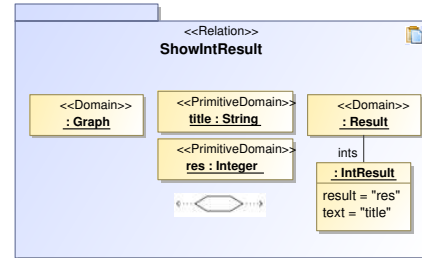 <<Relation>>
ShowIntResult
<<Domain>>
: Graph
<<PrimitiveDomain>>
title : String
<<PrimitiveDomain>>
res : Integer
<<Domain>>
: Result
ints
: IntResult
result = "res"
text = "title"